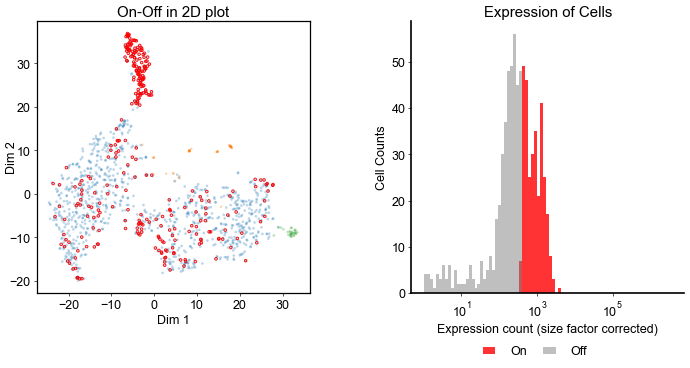 On-Off in 2D plot
Expression of Cells
Dim 2
30
20
10
0
−10
−20
−20 −10 0 10 20 30
Dim 1
Cell Counts
50
40
30
20
10
0
10^1 10^3 10^5
Expression count (size factor corrected)
On Off